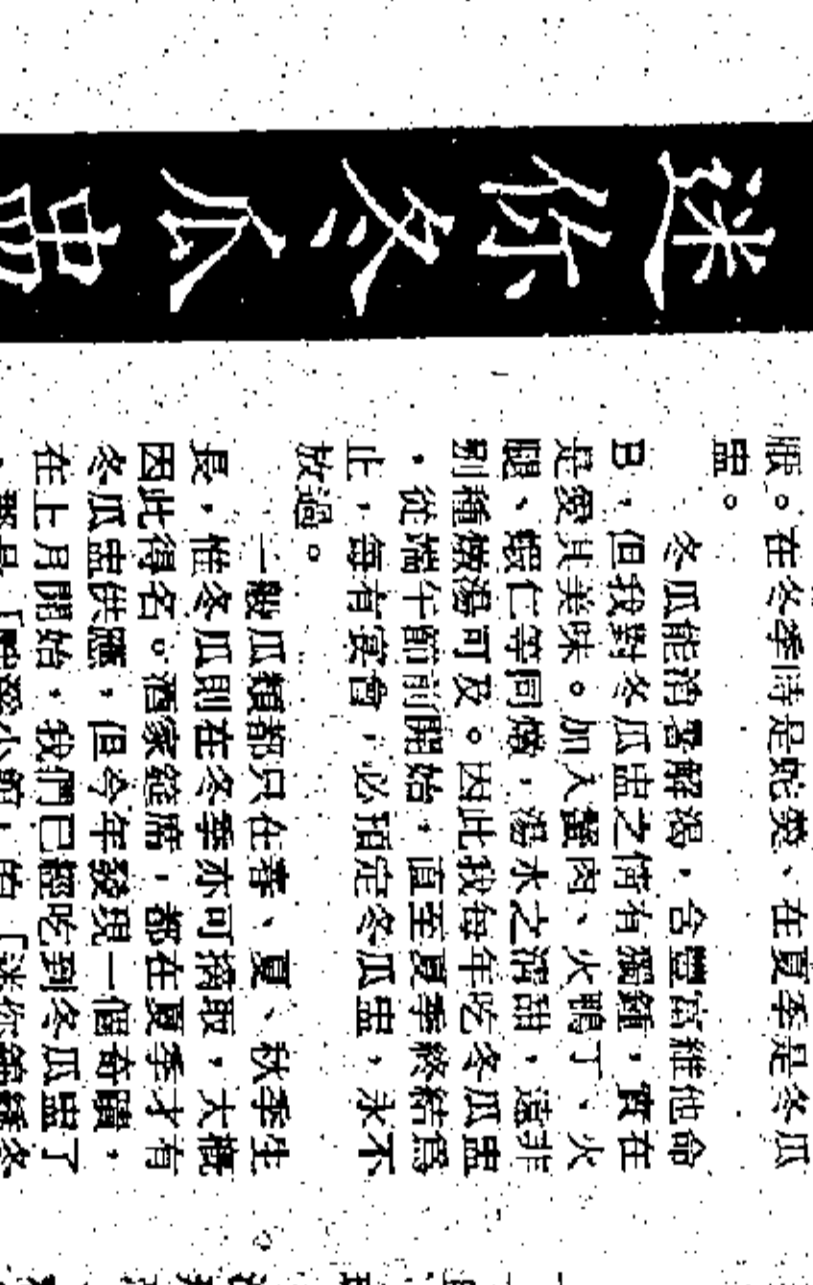 迷你冬瓜盅
順。在冬季時是蛇羮、在夏季是冬瓜
盅。
冬瓜能消暑解渴，含豐富維他命
B，但我對冬瓜盅之情有獨鍾，實在
是愛其美味。加入蟹肉、火鴨丁、火
腿、蝦仁等同燉，湯水之清甜，遠非
別種燉湯可及。因此我每年吃冬瓜盅
，從端午節前開始，直至夏季終結爲
止，每有宴會，必預定冬瓜盅，永不
放過。
一般瓜類都只在春、夏、秋季生
長，惟冬瓜則在冬季亦可摘取，大槪
因此得名。酒家筵席，都在夏季才有
冬瓜盅供應，但今年發現一個奇蹟，
在上月開始，我們已經吃到冬瓜盅了